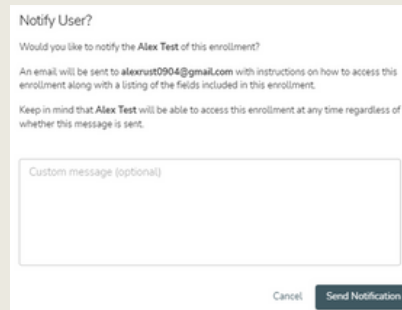 Notify User?
Would you like to notify the Alex Test of this enrollment?
An email will be sent to alexrust0904@gmail.com with instructions on how to access this
enrollment along with a listing of the fields included in this enrollment.
Keep in mind that Alex Test will be able to access this enrollment at any time regardless of
whether this message is sent.
Custom message (optional)
Cancel Send Notification